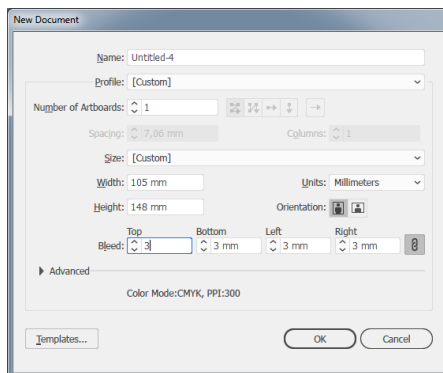 New Document
Name: Untitled-4
Profile: [Custom]
Number of Artboards: 1
Spacing: 7,06 mm Columns: 1
Size: [Custom]
Width: 105 mm Units: Millimeters
Height: 148 mm Orientation:
Top Bottom Left Right
Bleed: 3 3 mm 3 mm 3 mm
Advanced
Color Mode:CMYK, PPI:300
Templates... OK Cancel